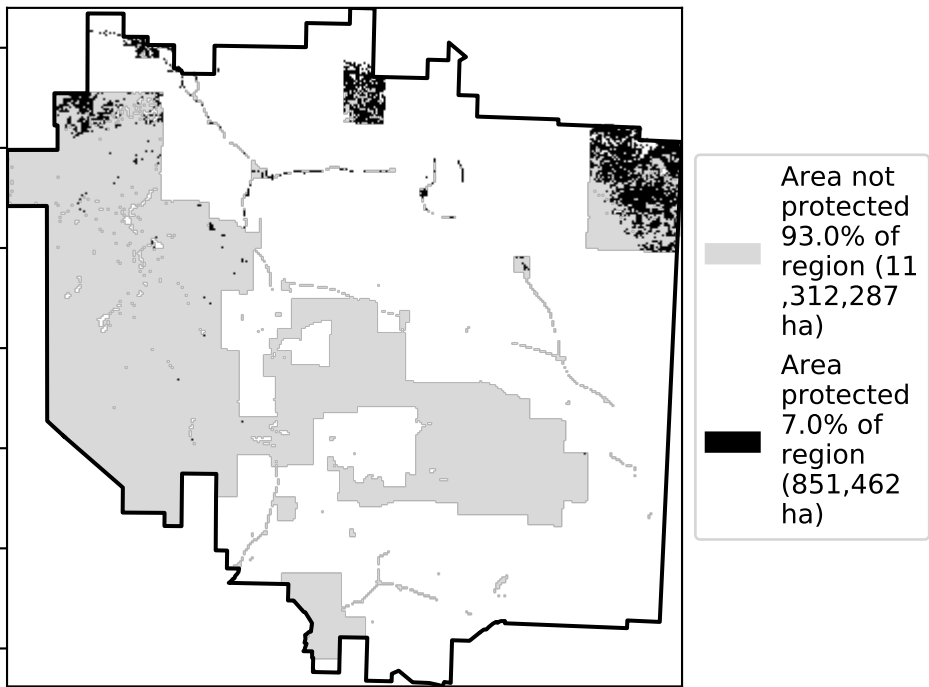 Area not
protected
93.0% of
region (11
,312,287
ha)
Area
protected
7.0% of
region
(851,462
ha)